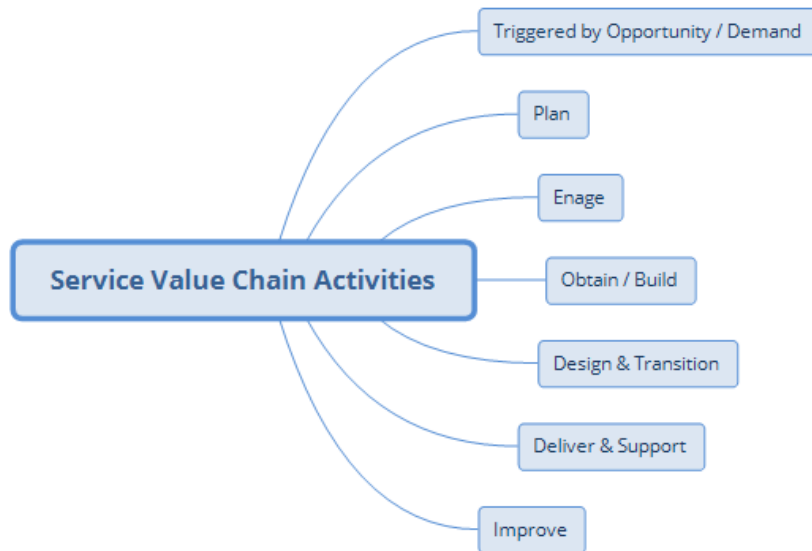 Triggered by Opportunity / Demand
Plan
Enage
Service Value Chain Activities
Obtain / Build
Design & Transition
Deliver & Support
Improve